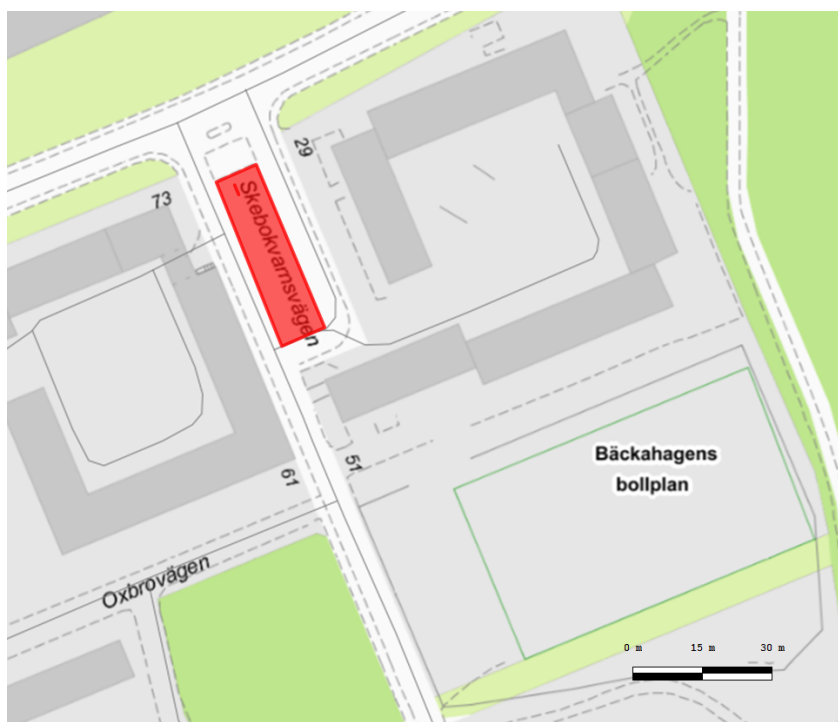 29
73
Skebokvarnsvägen
Bäckahagens
bollplan
51
61
Oxbrovägen
0 m 15 m 30 m